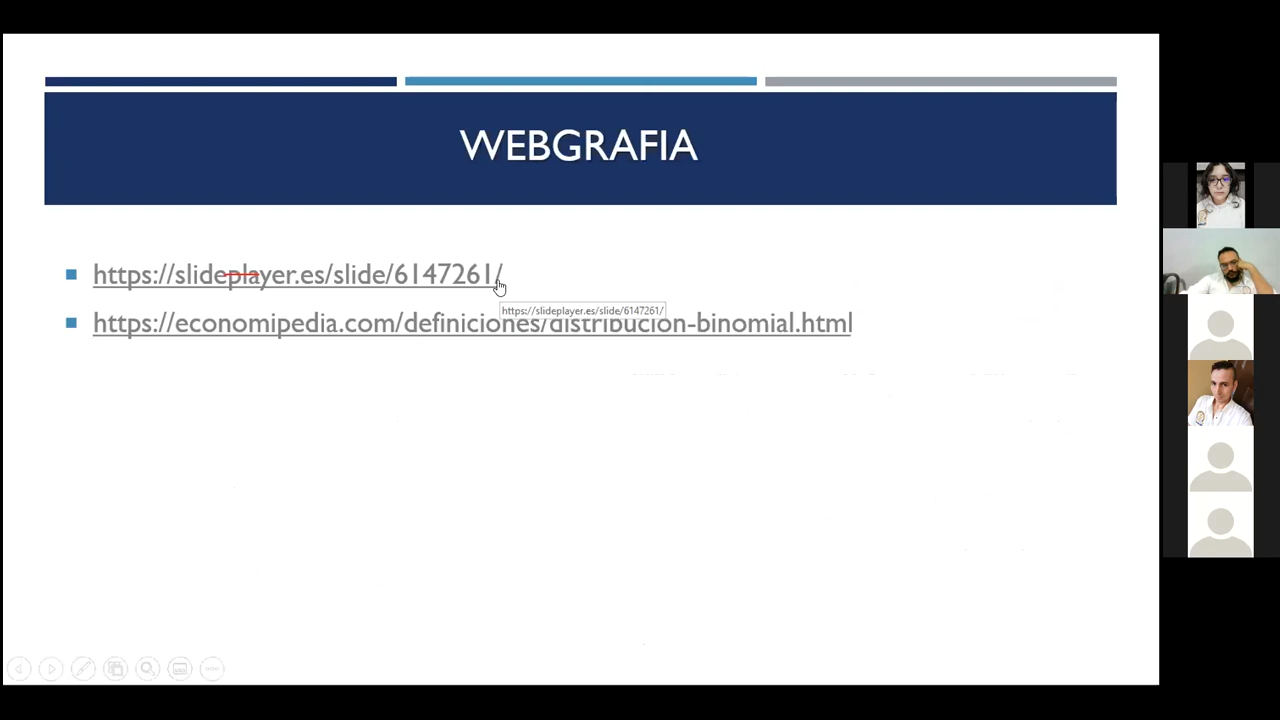 WEBGRAFIA
https://slideplayer.es/slide/6147261/
https://slideplayer.es/slide/6147261/
https://economipedia.com/definiciones/distribucion-binomial.html